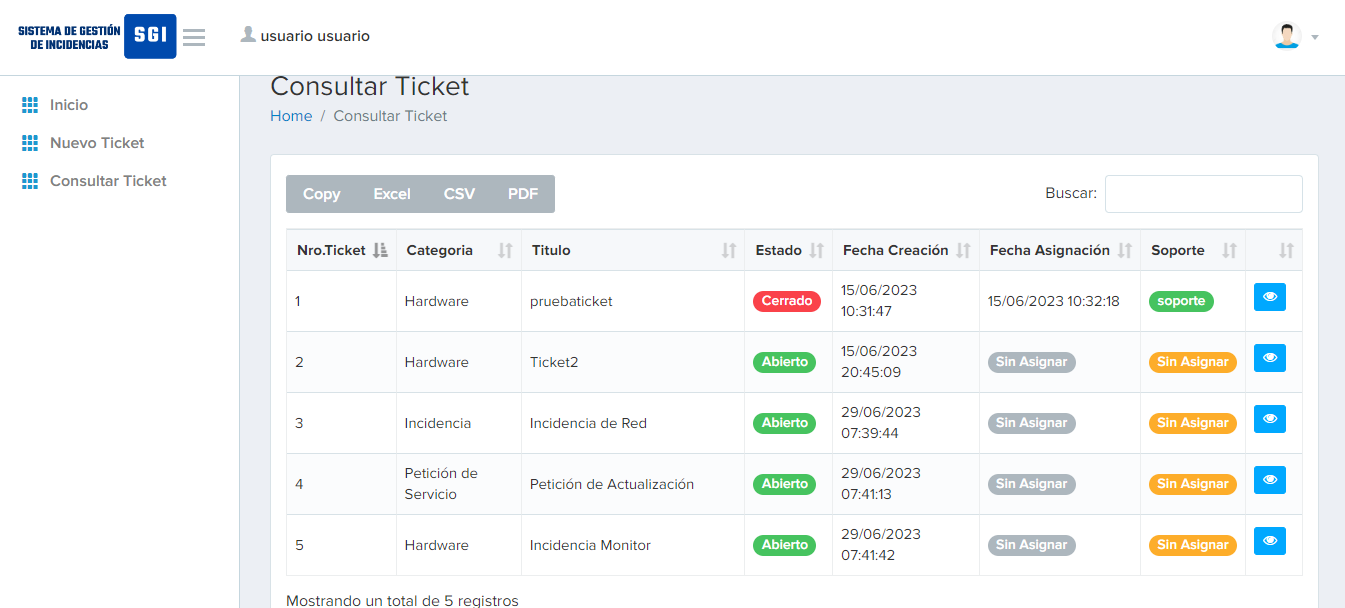 SISTEMA DE GESTIÓN
DE INCIDENCIAS
SGI
usuario usuario
Inicio
Nuevo Ticket
Consultar Ticket
Consultar Ticket
Home / Consultar Ticket
Copy Excel CSV PDF
Buscar:
Nro.Ticket Categoria Titulo Estado Fecha Creación Fecha Asignación Soporte
1 Hardware pruebaticket Cerrado 15/06/2023 10:31:47 15/06/2023 10:32:18 soporte
2 Hardware Ticket2 Abierto 15/06/2023 20:45:09 Sin Asignar Sin Asignar
3 Incidencia Incidencia de Red Abierto 29/06/2023 07:39:44 Sin Asignar Sin Asignar
4 Petición de Servicio Petición de Actualización Abierto 29/06/2023 07:41:13 Sin Asignar Sin Asignar
5 Hardware Incidencia Monitor Abierto 29/06/2023 07:41:42 Sin Asignar Sin Asignar
Mostrando un total de 5 registros